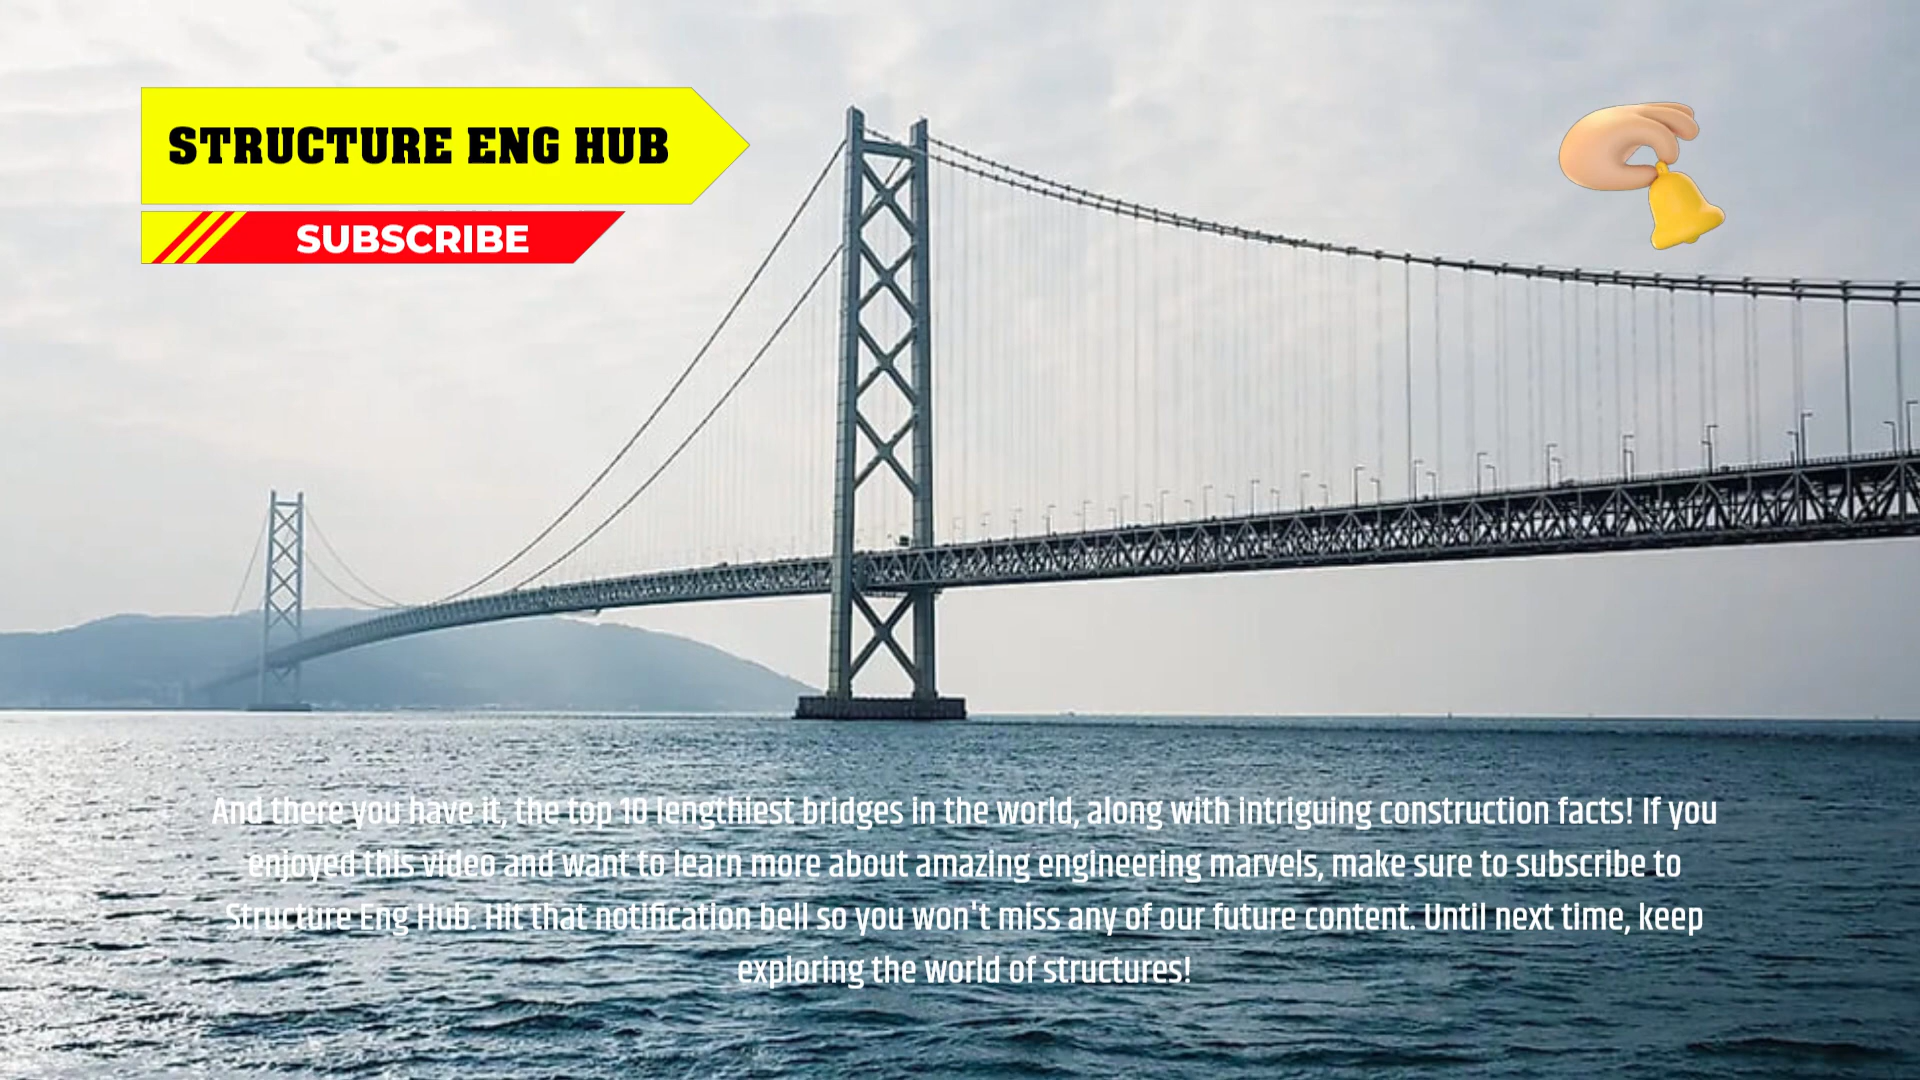 STRUCTURE ENG HUB
SUBSCRIBE
And there you have it, the top 10 lengthiest bridges in the world, along with intriguing construction facts! If you
enjoyed this video and want to learn more about amazing engineering marvels, make sure to subscribe to
Structure Eng Hub. Hit that notification bell so you won't miss any of our future content. Until next time, keep
exploring the world of structures!